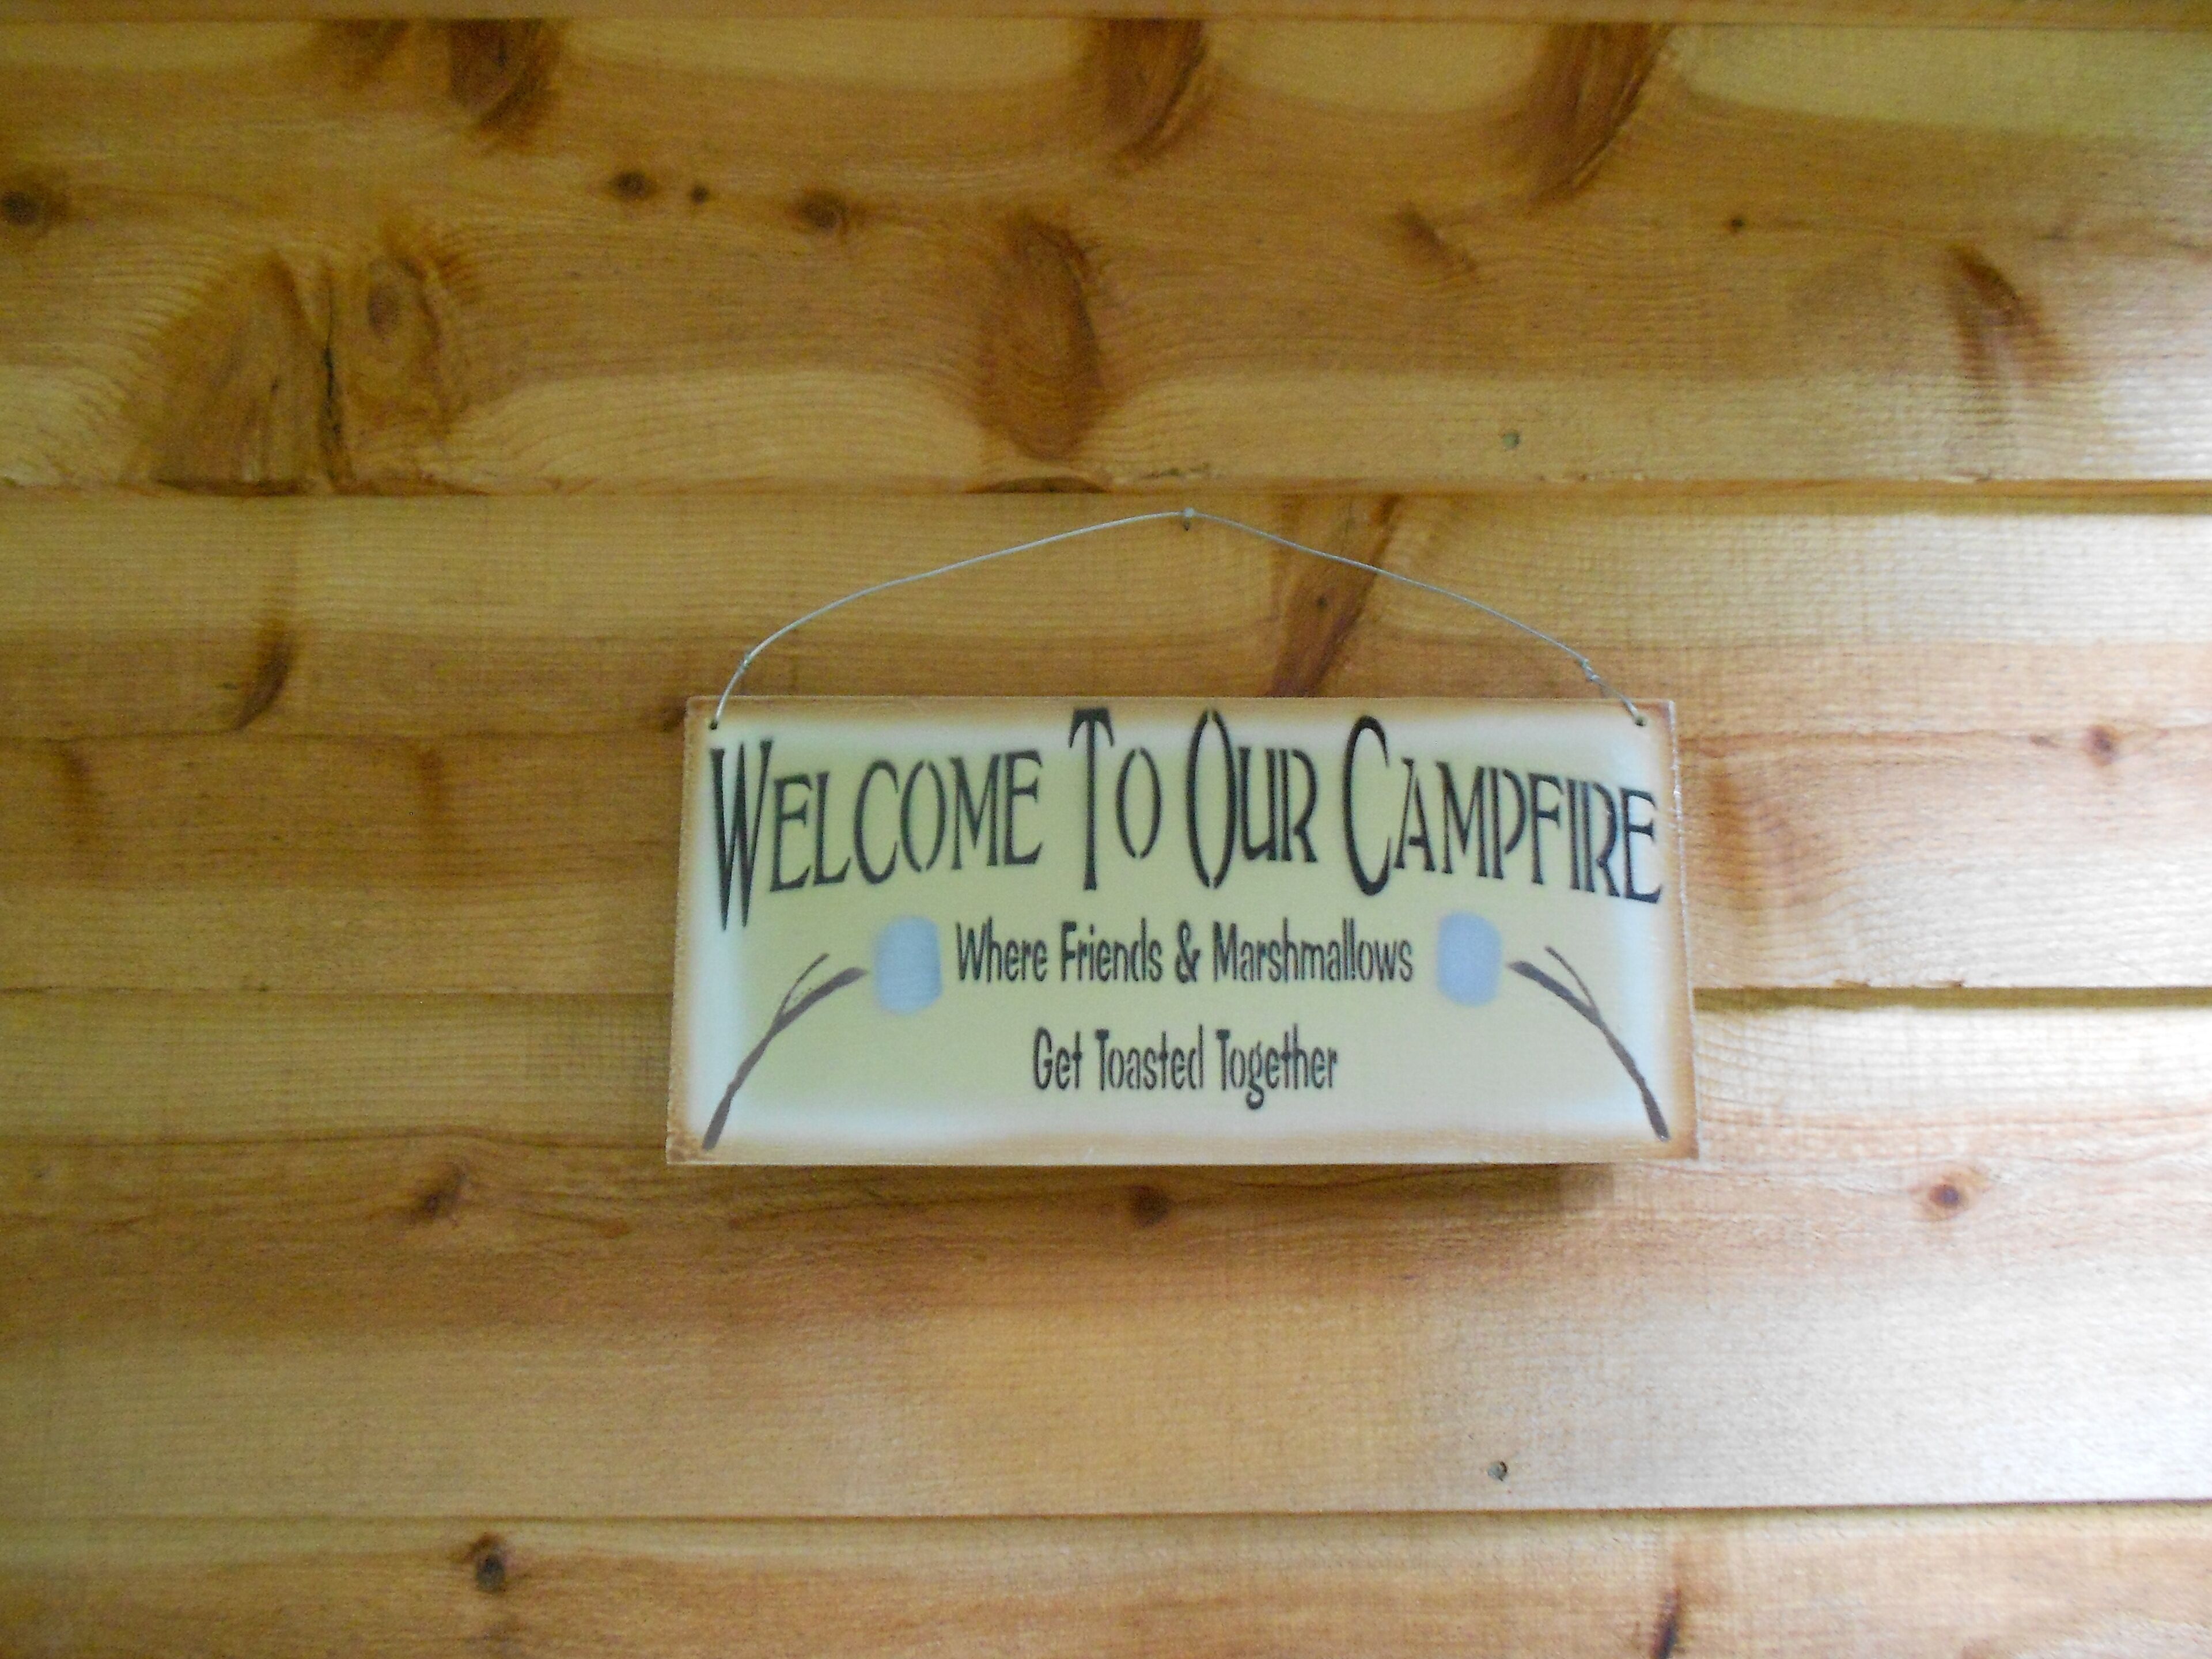 Welcome To Our Campfire
Where Friends & Marshmallows
Get Toasted Together